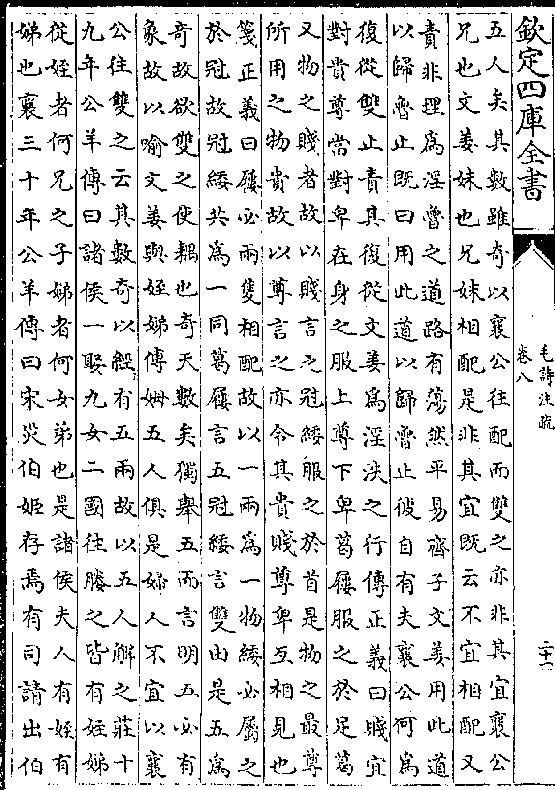 欽定四庫全書
毛詩注疏
卷八
二十一
五人矣其數雖奇以襄公往配而雙之亦非其宜襄公
兄也文姜妹也兄妹相配是非其宜既云不宜相配又
責非理為淫魯之道路有蕩然平易齊子文姜用此道
以歸魯止既曰用此道以歸魯止彼自有夫襄公何為
復從雙止責其復從文姜為淫泆之行傳正義曰賤宜
對貴尊當對卑在身之服上尊下卑葛屨服之於足葛
又物之賤者故以賤言之冠緌服之於首是物之最尊
所用之物貴故以尊言之亦令其貴賤尊卑互相見也
箋正義曰屨必兩隻相配故以一兩為一物緌必屬之
於冠故冠緌共為一同葛屨言五冠緌言雙由是五為
奇故欲雙之使耦也奇天數矣獨舉五而言明五必有
象故以喻文姜與姪娣傅姆五人俱是婦人不宜以襄
公往雙之云其數奇以經有五兩故以五人解之莊十
九年公羊傳曰諸侯一娶九女二國往媵之皆有姪娣
從姪者何兄之子娣者何女弟也是諸侯夫人有姪有
娣也襄三十年公羊傳曰宋災伯姬存焉有司請出伯